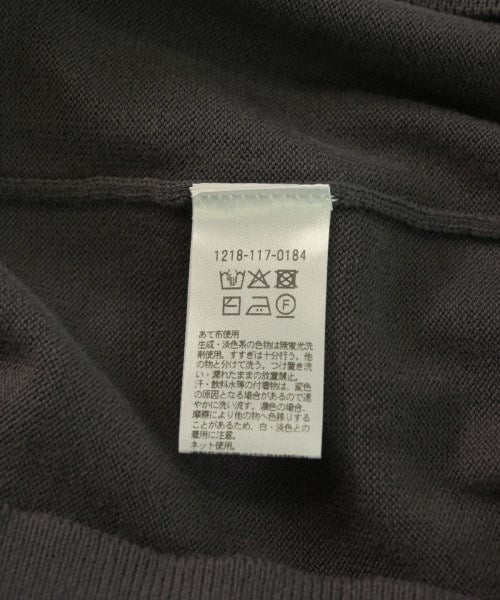 1218-117-0184
F
あて布使用
生成・淡色系の色物は無蛍光洗
剤使用。すすぎは十分行う。他
の物と分けて洗う。つけ置き洗
い・濡れたままの放置禁止。
汗・飲料水等の付着物は、変色
の原因となる場合があるので速
やかに洗い流す。濃色の場合、
摩擦により他の物へ色移りする
ことがあるため、白・淡色との
着用に注意。
ネット使用。